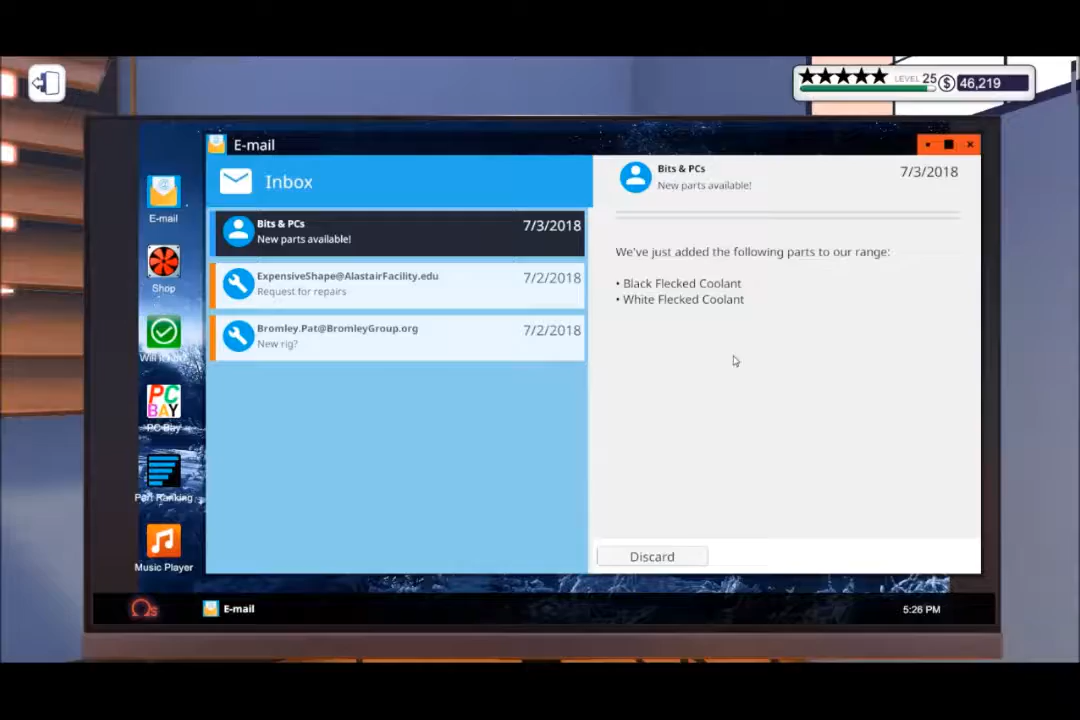 LEVEL 25
$ 46,219
E-mail
Inbox
Bits & PCs
New parts available!
7/3/2018
ExpensiveShape@AlastairFacility.edu
Request for repairs
7/2/2018
Bromley.Pat@BromleyGroup.org
New rig?
7/2/2018
Bits & PCs
New parts available!
7/3/2018
We've just added the following parts to our range:
• Black Flecked Coolant
• White Flecked Coolant
Discard
E-mail
Shop
PC
BAY
PC Bay
Part Ranking
Music Player
Ωs
E-mail
5:26 PM